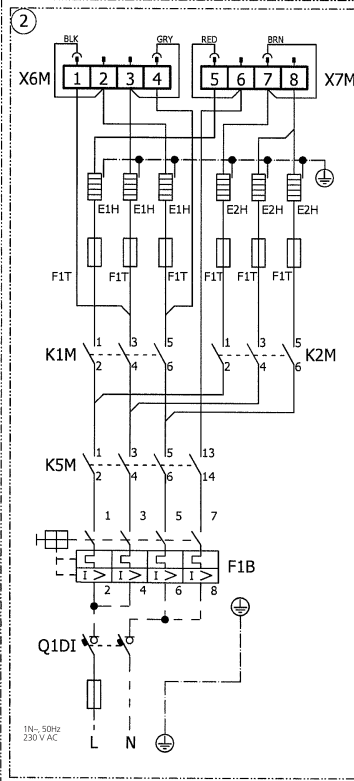 2
BLK GRY RED BRN
X6M 1 2 3 4 5 6 7 8 X7M
E1H E1H E1H E2H E2H E2H
F1T F1T F1T F1T F1T
K1M 1 3 5 1 3 5 K2M
2 4 6 2 4 6
K5M 1 3 5 13
2 4 6 14
1 3 5 7
I > I > I > I > F1B
2 4 6 8
Q1DI
1N~, 50Hz
230 V AC
L N